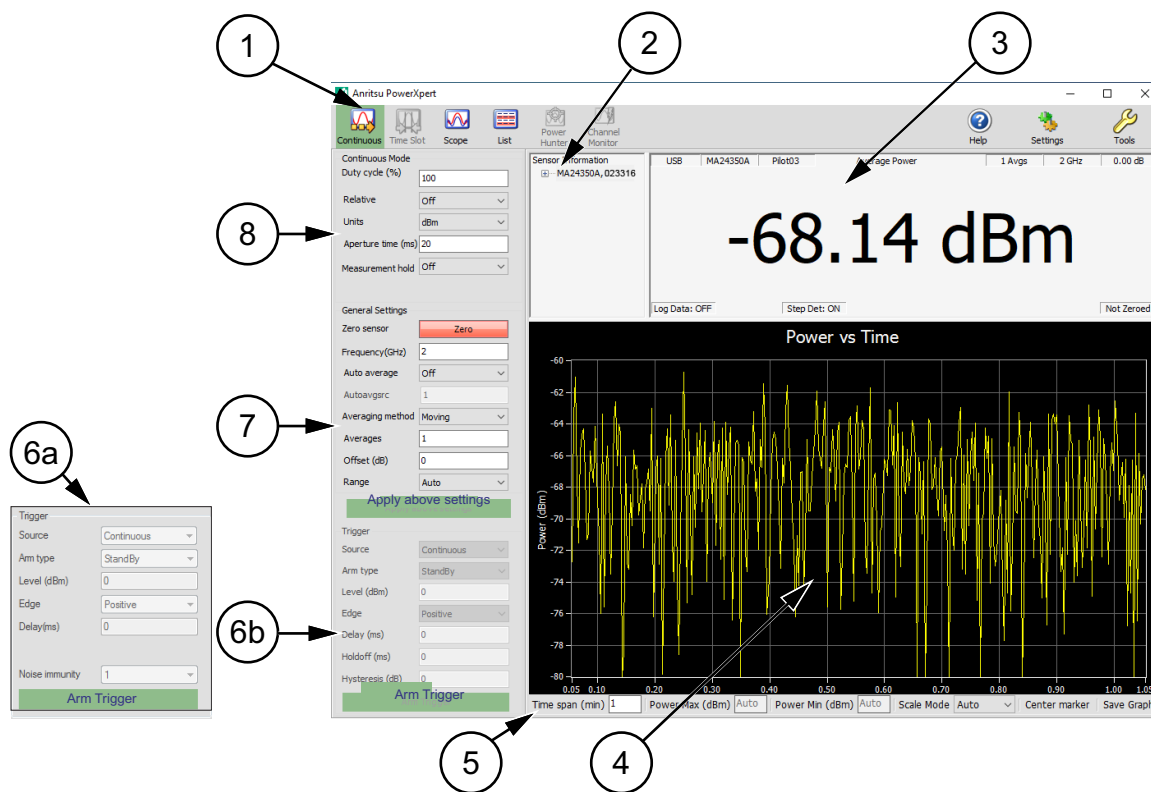 1
2
3
Anritsu PowerXpert
Continuous
Time Slot
Scope
List
Power Hunter
Channel Monitor
Help
Settings
Tools
Continuous Mode
Duty cycle (%) 100
Relative Off
Units dBm
Aperture time (ms) 20
Measurement hold Off
8
Sensor Information
MA24350A, 023316
USB MA24350A Pilot03 Average Power 1 Avgs 2 GHz 0.00 dB
-68.14 dBm
Log Data: OFF Step Det: ON Not Zeroed
General Settings
Zero sensor Zero
Frequency(GHz) 2
Auto average Off
Autoavgsrc 1
Averaging method Moving
Averages 1
Offset (dB) 0
Range Auto
Apply above settings
7
Trigger
Source Continuous
Arm type StandBy
Level (dBm) 0
Edge Positive
Delay (ms) 0
Holdoff (ms) 0
Hysteresis (dB) 0
Arm Trigger
6b
6a
Trigger
Source Continuous
Arm type StandBy
Level (dBm) 0
Edge Positive
Delay(ms) 0
Noise immunity 1
Arm Trigger
Power vs Time
Power (dBm)
-60
-62
-64
-66
-68
-70
-72
-74
-76
-78
-80
0.05 0.10 0.20 0.30 0.40 0.50 0.60 0.70 0.80 0.90 1.00 1.05
Time span (min) 1 Power Max (dBm) Auto Power Min (dBm) Auto Scale Mode Auto Center marker Save Graph
5
4